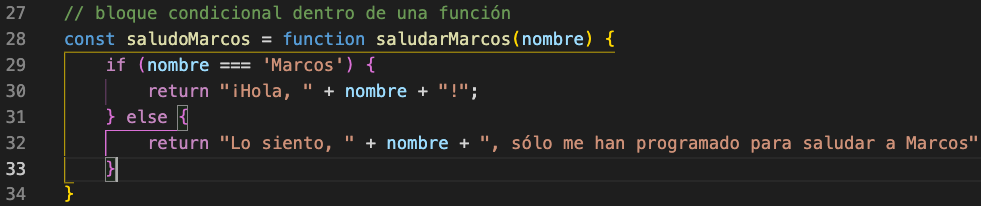 27 // bloque condicional dentro de una función
28 const saludoMarcos = function saludarMarcos(nombre) {
29 if (nombre === 'Marcos') {
30 return "¡Hola, " + nombre + "!";
31 } else {
32 return "Lo siento, " + nombre + ", sólo me han programado para saludar a Marcos"
33 }
34 }